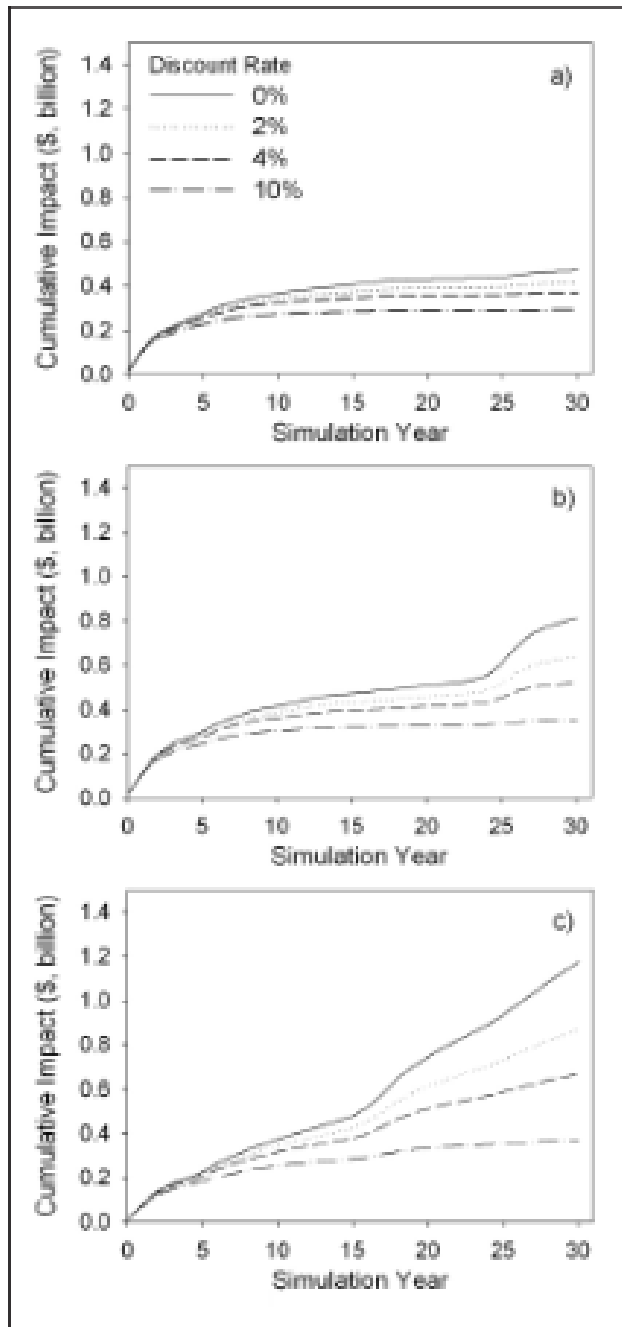 Cumulative Impact ($, billion)
1.4
1.2
1.0
0.8
0.6
0.4
0.2
0.0
Discount Rate
0%
2%
4%
10%
a)
0 5 10 15 20 25 30
Simulation Year
Cumulative Impact ($, billion)
1.4
1.2
1.0
0.8
0.6
0.4
0.2
0.0
b)
0 5 10 15 20 25 30
Simulation Year
Cumulative Impact ($, billion)
1.4
1.2
1.0
0.8
0.6
0.4
0.2
0.0
c)
0 5 10 15 20 25 30
Simulation Year